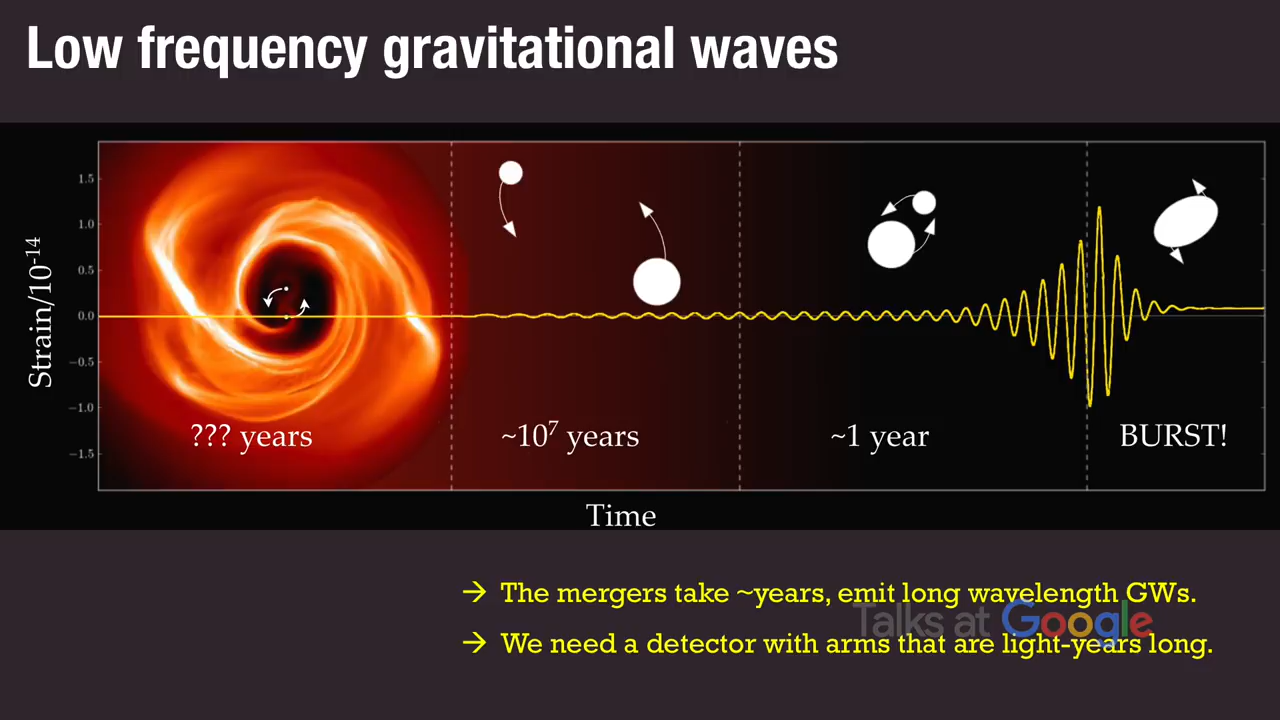 Low frequency gravitational waves
1.5
1.0
0.5
0.0
−0.5
−1.0
−1.5
Strain/10⁻¹⁴
??? years
~10⁷ years
~1 year
BURST!
Time
→ The mergers take ~years, emit long wavelength GWs.
Talks at Google
→ We need a detector with arms that are light-years long.